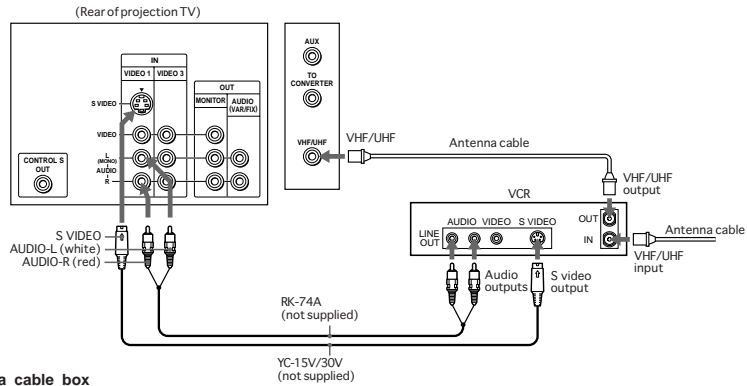 (Rear of projection TV)
IN
VIDEO 1 VIDEO 3
OUT
MONITOR AUDIO
(VAR/FIX)
S VIDEO
VIDEO
L
(MONO)
AUDIO
R
CONTROL S
OUT
AUX
TO
CONVERTER
VHF/UHF
VHF/UHF
Antenna cable
VHF/UHF
output
VCR
OUT
IN
AUDIO VIDEO S VIDEO
LINE
OUT
Antenna cable
VHF/UHF
input
S VIDEO
AUDIO-L (white)
AUDIO-R (red)
Audio
outputs
S video
output
RK-74A
(not supplied)
YC-15V/30V
(not supplied)
a cable box